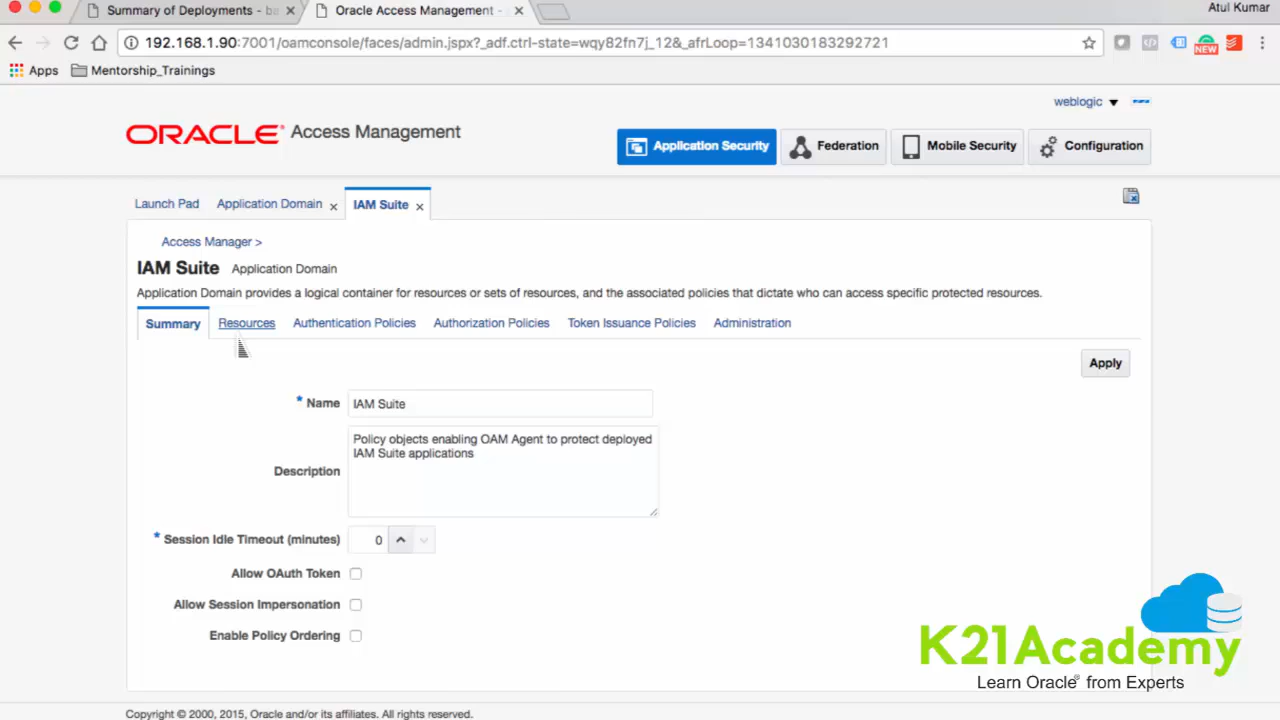 Summary of Deployments - ba
Oracle Access Management -
Atul Kumar
192.168.1.90:7001/oamconsole/faces/admin.jspx?_adf.ctrl-state=wqy82fn7j_12&_afrLoop=1341030183292721
NEW
Apps
Mentorship_Trainings
weblogic
ORACLE Access Management
Application Security
Federation
Mobile Security
Configuration
Launch Pad
Application Domain
IAM Suite
Access Manager >
IAM Suite Application Domain
Application Domain provides a logical container for resources or sets of resources, and the associated policies that dictate who can access specific protected resources.
Summary
Resources
Authentication Policies
Authorization Policies
Token Issuance Policies
Administration
Apply
* Name IAM Suite
Description
Policy objects enabling OAM Agent to protect deployed
IAM Suite applications
* Session Idle Timeout (minutes) 0
Allow OAuth Token
Allow Session Impersonation
Enable Policy Ordering
K21Academy
Learn Oracle® from Experts
Copyright © 2000, 2015, Oracle and/or its affiliates. All rights reserved.